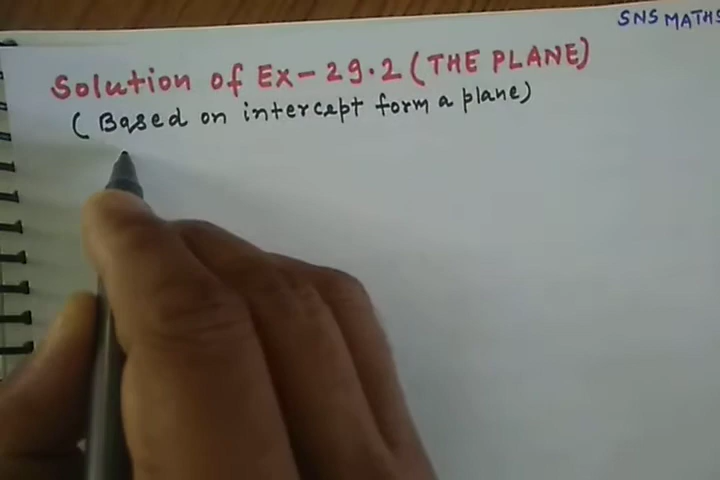 SNS MATHS
Solution of Ex-29.2 (THE PLANE)
(Based on intercept form a plane)